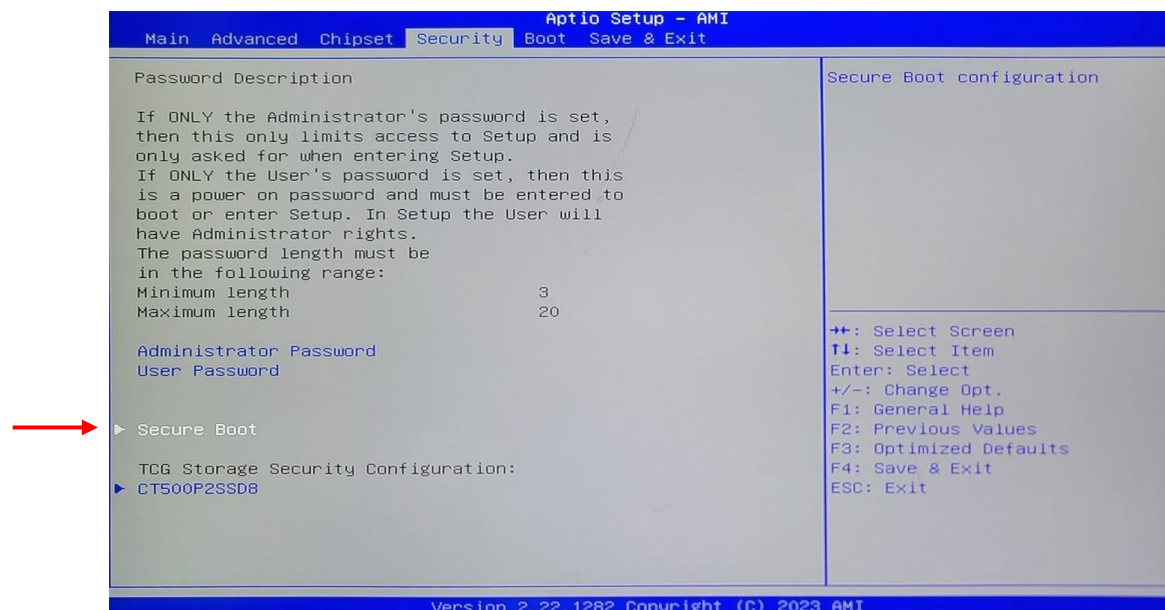 Aptio Setup – AMI
Main Advanced Chipset Security Boot Save & Exit
Password Description
If ONLY the Administrator's password is set,
then this only limits access to Setup and is
only asked for when entering Setup.
If ONLY the User's password is set, then this
is a power on password and must be entered to
boot or enter Setup. In Setup the User will
have Administrator rights.
The password length must be
in the following range:
Minimum length 3
Maximum length 20
Administrator Password
User Password
► Secure Boot
TCG Storage Security Configuration:
► CT500P2SSD8
Secure Boot configuration
→←: Select Screen
↑↓: Select Item
Enter: Select
+/-: Change Opt.
F1: General Help
F2: Previous Values
F3: Optimized Defaults
F4: Save & Exit
ESC: Exit
Version 2.22.1282 Copyright (C) 2023 AMI